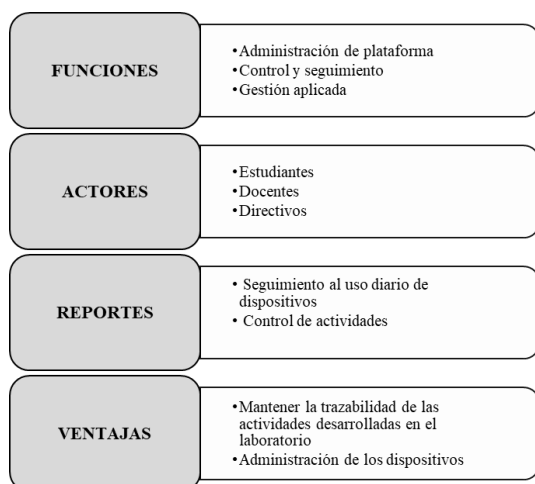 FUNCIONES
•Administración de plataforma
•Control y seguimiento
•Gestión aplicada
ACTORES
•Estudiantes
•Docentes
•Directivos
REPORTES
• Seguimiento al uso diario de
dispositivos
• Control de actividades
VENTAJAS
•Mantener la trazabilidad de las
actividades desarrolladas en el
laboratorio
•Administración de los dispositivos